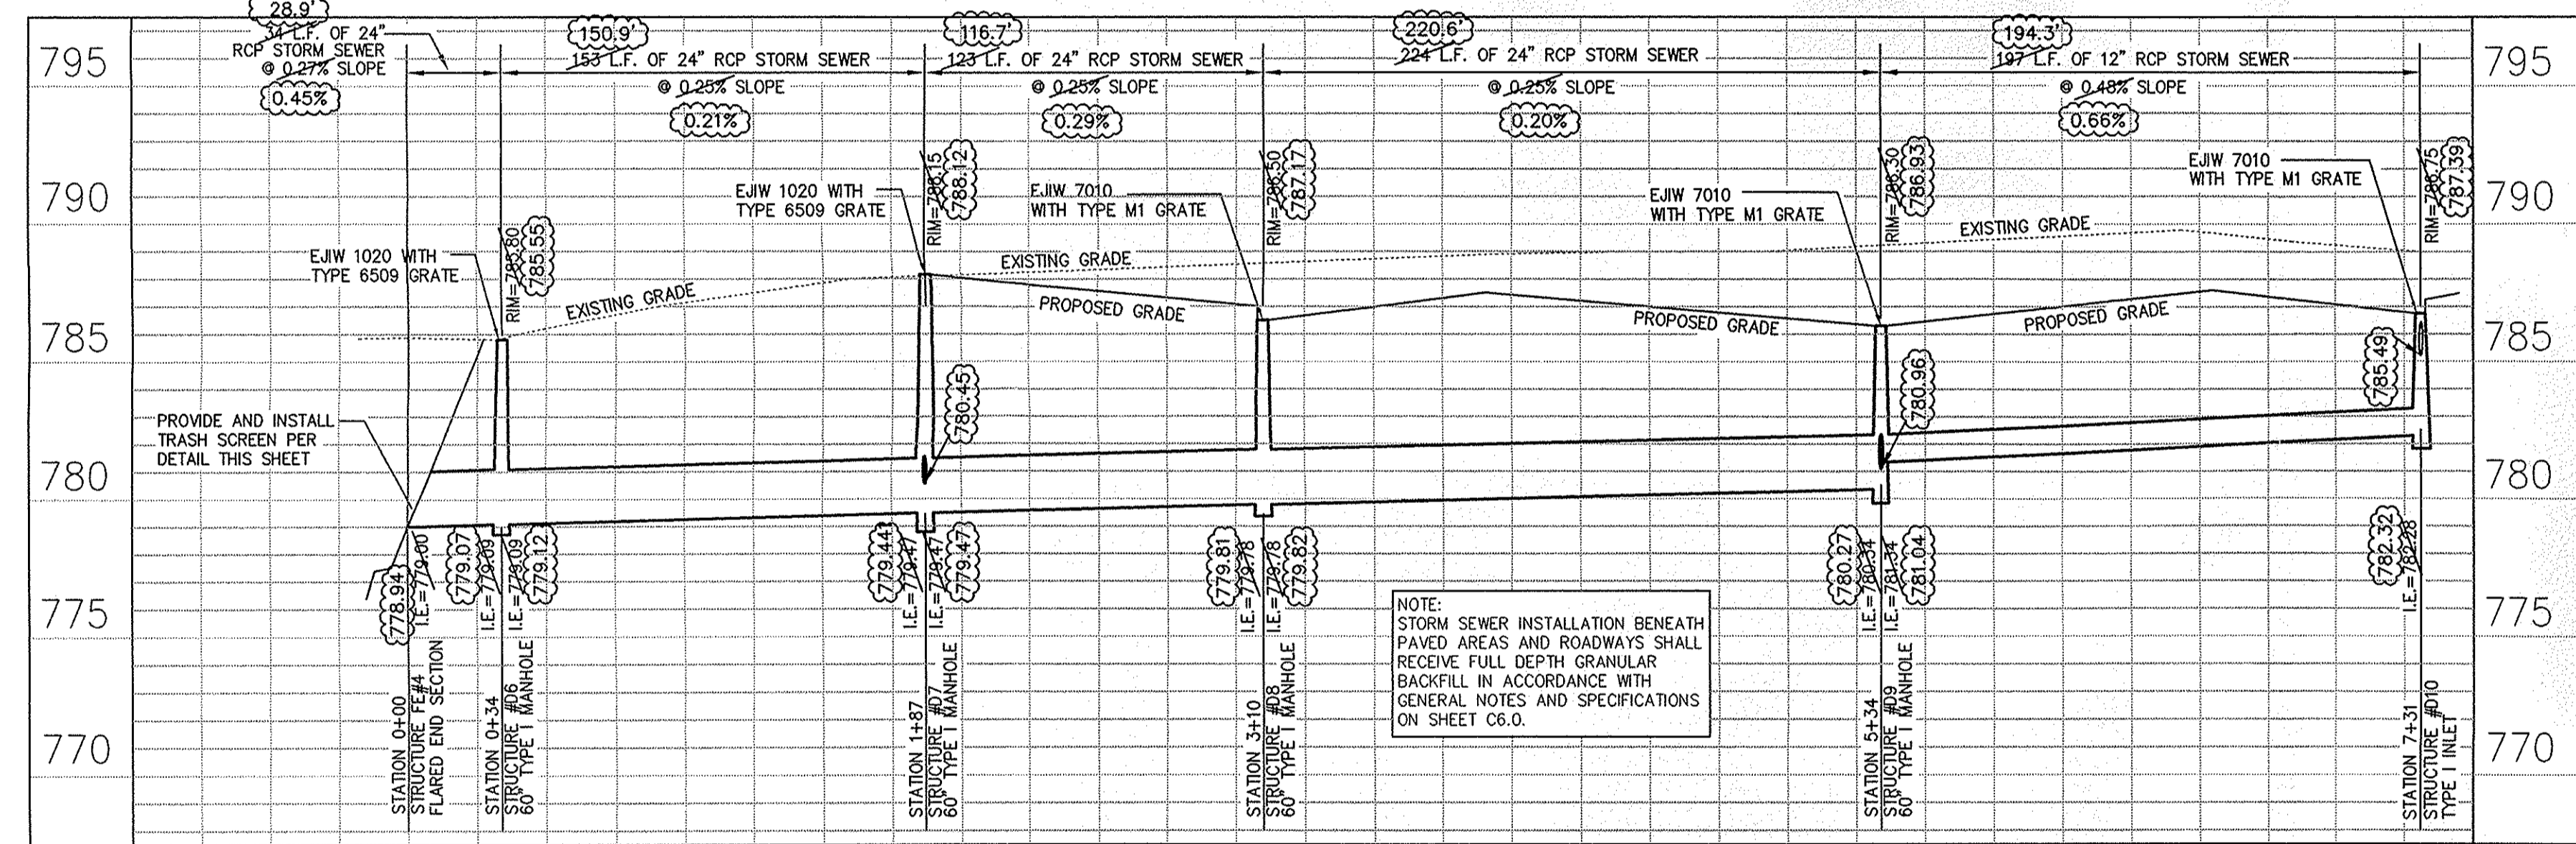 28.9'
34 L.F. OF 24"
RCP STORM SEWER
@ 0.27% SLOPE
0.45%
150.9'
153 L.F. OF 24" RCP STORM SEWER
@ 0.25% SLOPE
0.21%
116.7'
123 L.F. OF 24" RCP STORM SEWER
@ 0.25% SLOPE
0.29%
220.6'
224 L.F. OF 24" RCP STORM SEWER
@ 0.25% SLOPE
0.20%
194.3'
197 L.F. OF 12" RCP STORM SEWER
@ 0.48% SLOPE
0.66%
795
790
785
780
775
770
795
790
785
780
775
770
EJIW 1020 WITH
TYPE 6509 GRATE
RIM=785.80
785.55
EJIW 1020 WITH
TYPE 6509 GRATE
RIM=788.15
788.12
EJIW 7010
WITH TYPE M1 GRATE
RIM=786.50
787.17
EJIW 7010
WITH TYPE M1 GRATE
RIM=786.30
786.93
EJIW 7010
WITH TYPE M1 GRATE
RIM=786.75
787.39
EXISTING GRADE
EXISTING GRADE
PROPOSED GRADE
PROPOSED GRADE
EXISTING GRADE
PROPOSED GRADE
780.45
780.96
785.49
PROVIDE AND INSTALL
TRASH SCREEN PER
DETAIL THIS SHEET
778.94
I.E.=779.00
779.07
I.E.=779.09
I.E.=779.09
779.12
779.44
I.E.=779.47
I.E.=779.47
779.47
779.81
I.E.=779.78
I.E.=779.78
779.82
780.27
I.E.=780.34
I.E.=781.34
781.04
782.32
I.E.=782.28
STATION 0+00
STRUCTURE FE#4
FLARED END SECTION
STATION 0+34
STRUCTURE #D6
60" TYPE I MANHOLE
STATION 1+87
STRUCTURE #D7
60" TYPE I MANHOLE
STATION 3+10
STRUCTURE #D8
60" TYPE I MANHOLE
NOTE:
STORM SEWER INSTALLATION BENEATH
PAVED AREAS AND ROADWAYS SHALL
RECEIVE FULL DEPTH GRANULAR
BACKFILL IN ACCORDANCE WITH
GENERAL NOTES AND SPECIFICATIONS
ON SHEET C6.0.
STATION 5+34
STRUCTURE #D9
60" TYPE I MANHOLE
STATION 7+31
STRUCTURE #D10
TYPE I INLET